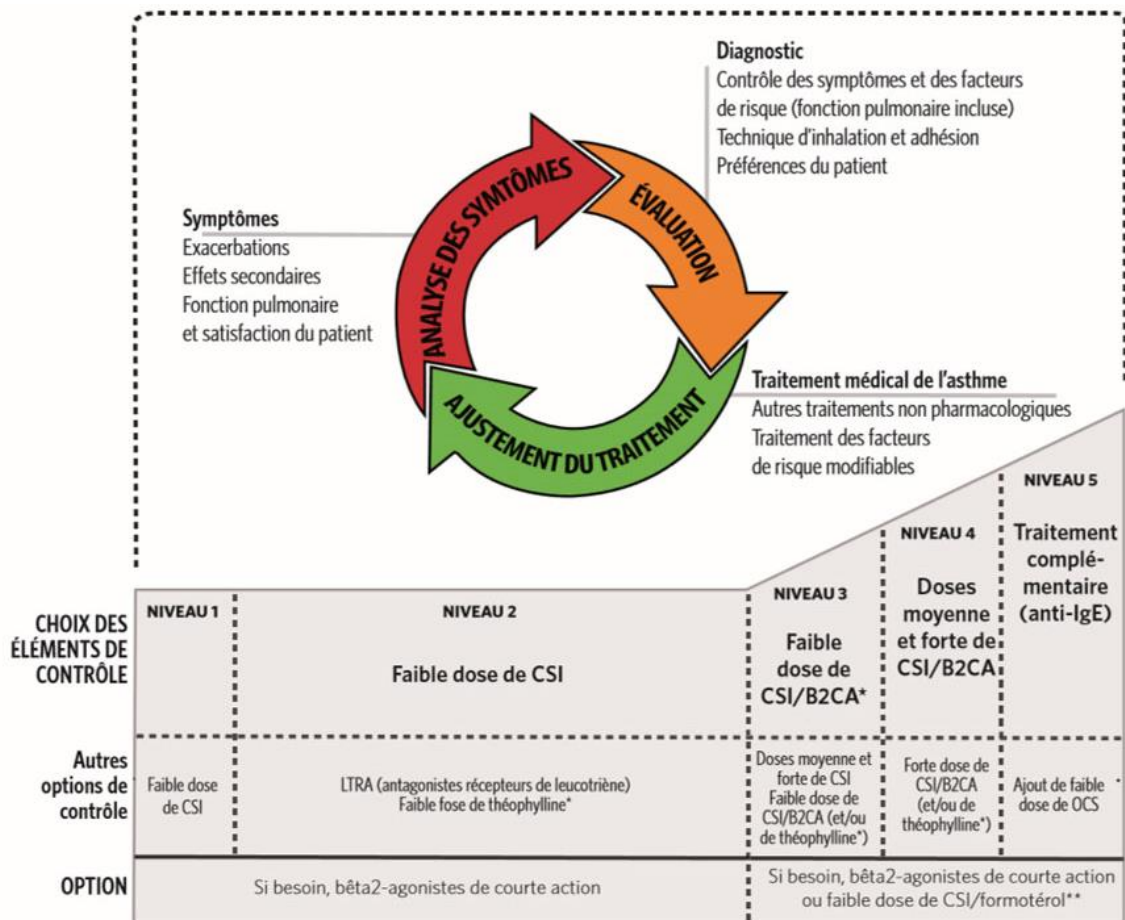 Diagnostic
Contrôle des symptômes et des facteurs
de risque (fonction pulmonaire incluse)
Technique d'inhalation et adhésion
Préférences du patient
Symptômes
Exacerbations
Effets secondaires
Fonction pulmonaire
et satisfaction du patient
ANALYSE DES SYMTÔMES
ÉVALUATION
AJUSTEMENT DU TRAITEMENT
Traitement médical de l'asthme
Autres traitements non pharmacologiques
Traitement des facteurs
de risque modifiables
CHOIX DES
ÉLÉMENTS DE
CONTRÔLE
NIVEAU 1
NIVEAU 2
Faible dose de CSI
NIVEAU 3
Faible
dose de
CSI/B2CA*
NIVEAU 4
Doses
moyenne
et forte de
CSI/B2CA
NIVEAU 5
Traitement
complé-
mentaire
(anti-IgE)
Autres
options de
contrôle
Faible dose
de CSI
LTRA (antagonistes récepteurs de leucotriène)
Faible fose de théophylline*
Doses moyenne et
forte de CSI
Faible dose de
CSI/B2CA (et/ou
de théophylline*)
Forte dose de
CSI/B2CA
(et/ou de
théophylline*)
Ajout de faible *
dose de OCS
OPTION
Si besoin, bêta2-agonistes de courte action
Si besoin, bêta2-agonistes de courte action
ou faible dose de CSI/formotérol**